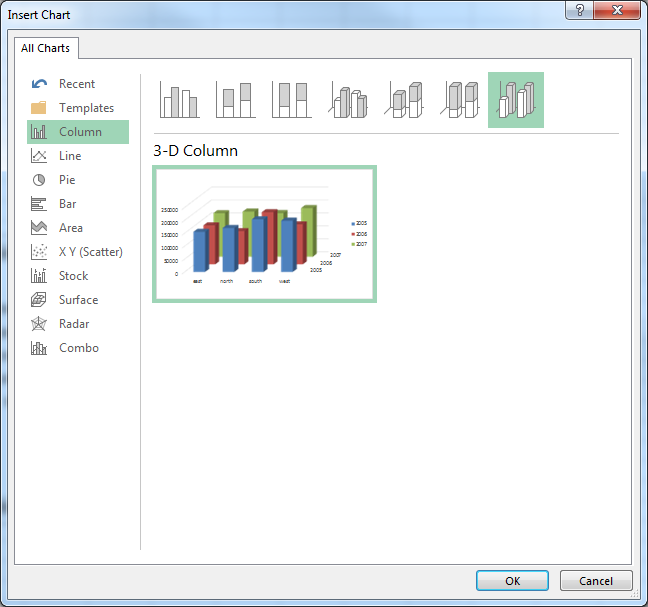 Insert Chart
?
All Charts
Recent
Templates
Column
Line
Pie
Bar
Area
X Y (Scatter)
Stock
Surface
Radar
Combo
3-D Column
250000
200000
150000
100000
50000
0
east north south west
2007
2006
2005
2005
2006
2007
OK Cancel